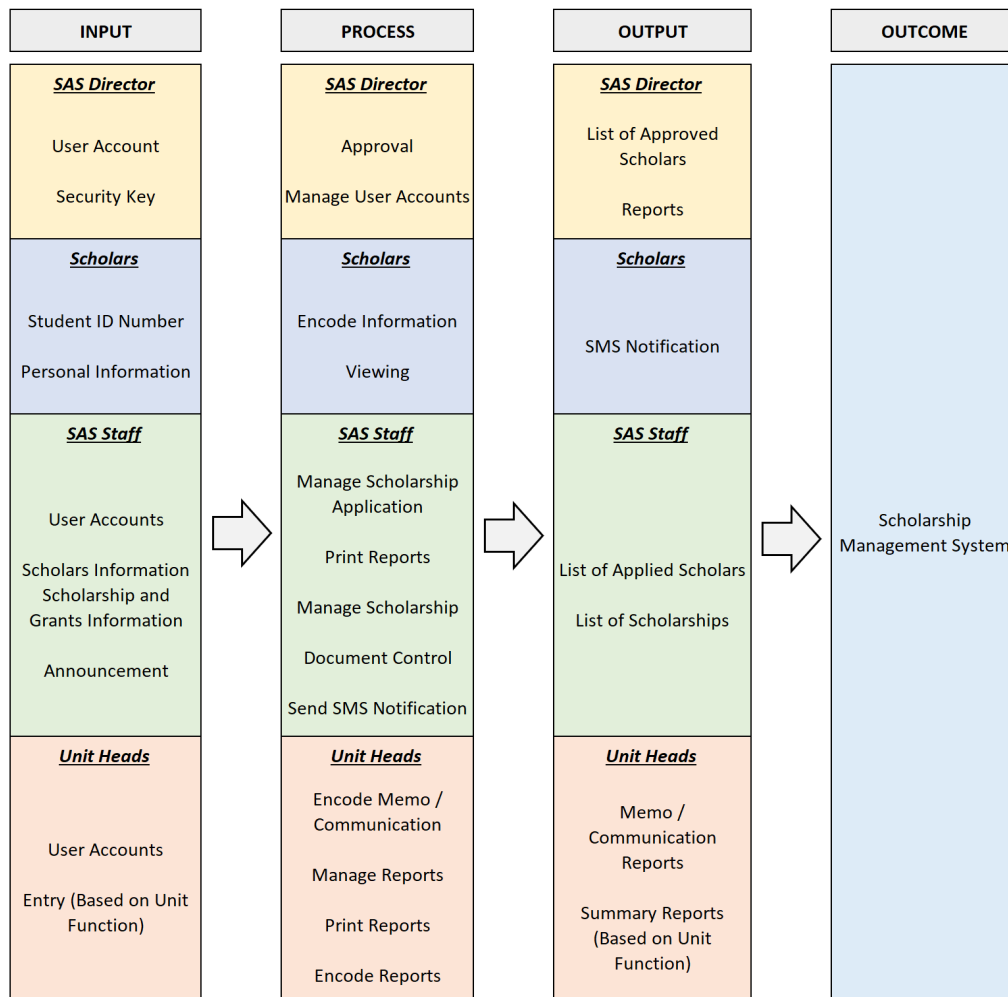 INPUT
PROCESS
OUTPUT
OUTCOME
SAS Director
User Account
Security Key
SAS Director
Approval
Manage User Accounts
SAS Director
List of Approved
Scholars
Reports
Scholars
Student ID Number
Personal Information
Scholars
Encode Information
Viewing
Scholars
SMS Notification
SAS Staff
User Accounts
Scholars Information
Scholarship and
Grants Information
Announcement
SAS Staff
Manage Scholarship
Application
Print Reports
Manage Scholarship
Document Control
Send SMS Notification
SAS Staff
List of Applied Scholars
List of Scholarships
Unit Heads
User Accounts
Entry (Based on Unit
Function)
Unit Heads
Encode Memo /
Communication
Manage Reports
Print Reports
Encode Reports
Unit Heads
Memo /
Communication
Reports
Summary Reports
(Based on Unit
Function)
Scholarship
Management System